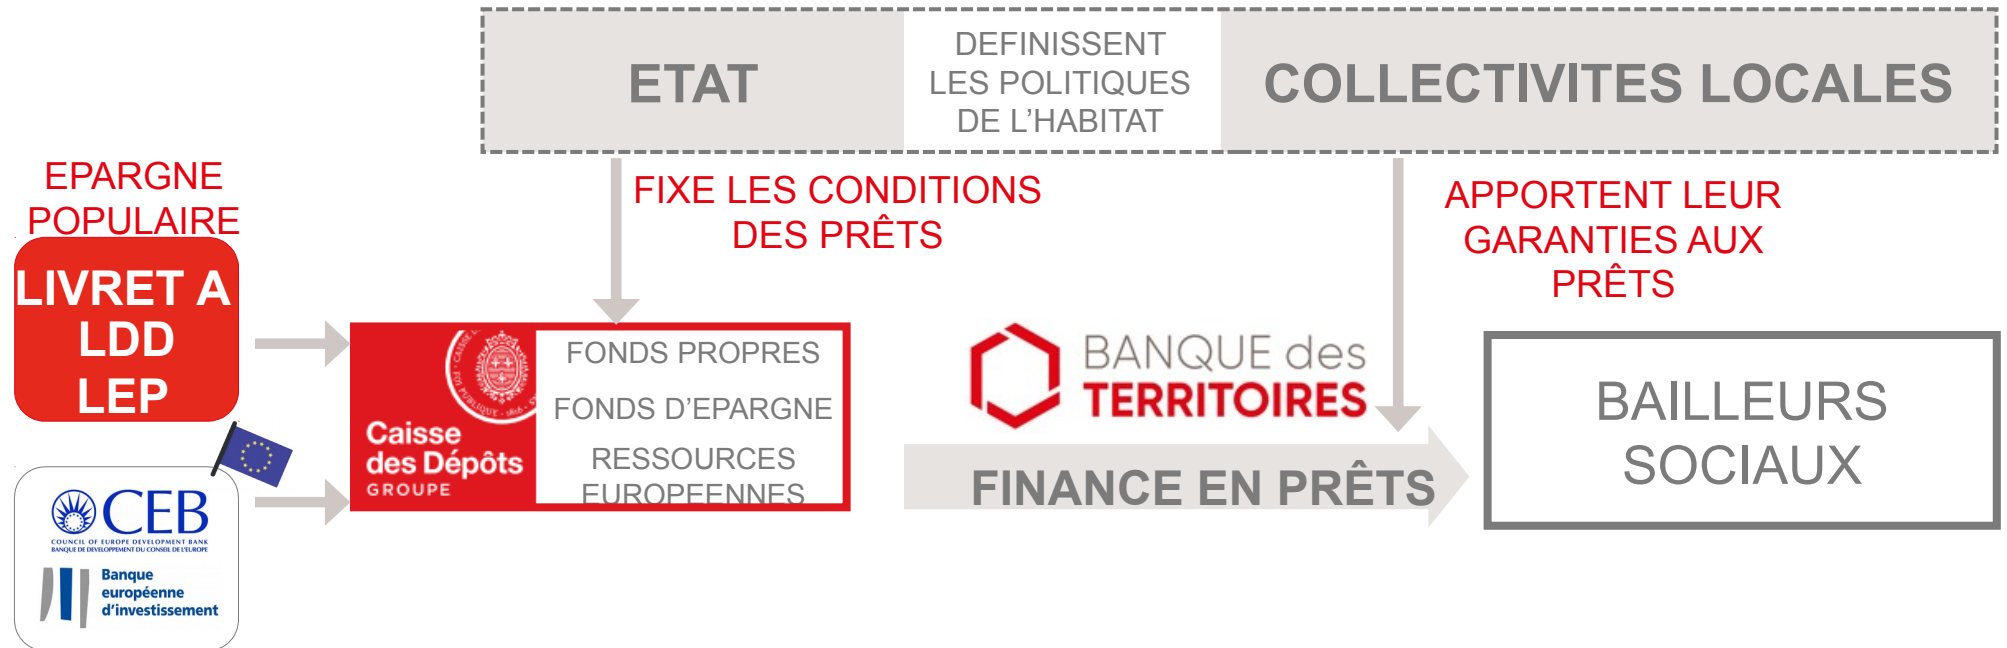 ETAT
DEFINISSENT
LES POLITIQUES
DE L'HABITAT
COLLECTIVITES LOCALES
EPARGNE
POPULAIRE
LIVRET A
LDD
LEP
FIXE LES CONDITIONS
DES PRÊTS
APPORTENT LEUR
GARANTIES AUX
PRÊTS
Caisse
des Dépôts
GROUPE
FONDS PROPRES
FONDS D'EPARGNE
RESSOURCES
EUROPEENNES
BANQUE des
TERRITOIRES
FINANCE EN PRÊTS
BAILLEURS
SOCIAUX
CEB
COUNCIL OF EUROPE DEVELOPMENT BANK
BANQUE DE DEVELOPPEMENT DU CONSEIL DE L'EUROPE
Banque
européenne
d'investissement